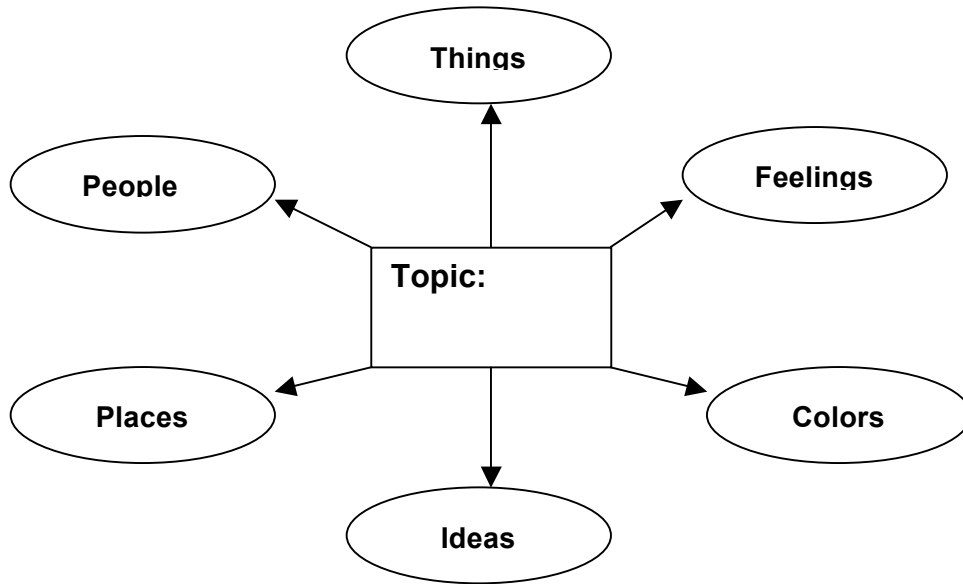 Things
People
Feelings
Topic:
Places
Colors
Ideas